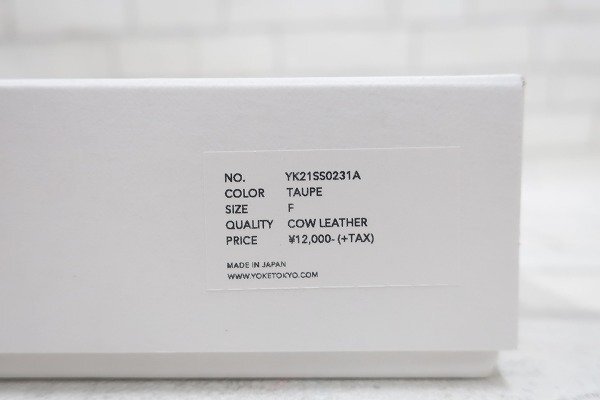 NO. YK21SS0231A
COLOR TAUPE
SIZE F
QUALITY COW LEATHER
PRICE ¥12,000- (+TAX)
MADE IN JAPAN
WWW.YOKETOKYO.COM